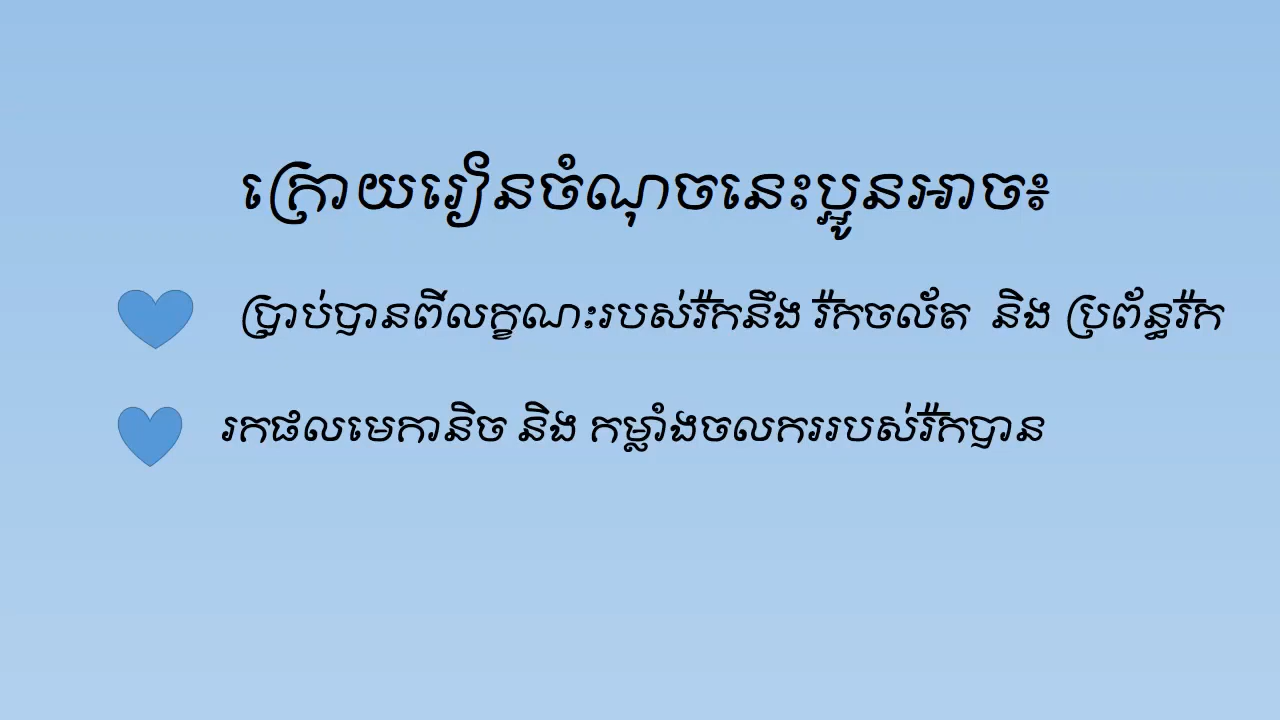 ក្រោយរៀនចំណុចនេះប្អូនអាច៖
ប្រាប់បានពីលក្ខណះរបស់រ៉កនឹង រ៉កចល័ត និង ប្រព័ន្ធរ៉ក
រកផលមេកានិច និង កម្លាំងចលកររបស់រ៉កបាន